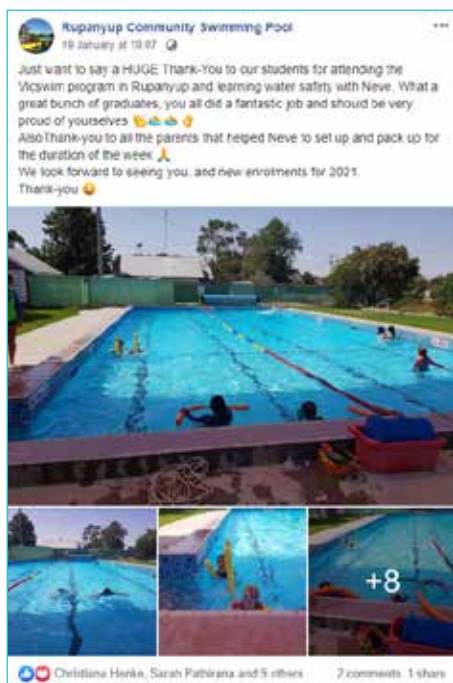 Rupanyup Community Swimming Pool
19 January at 19:07
Just want to say a HUGE Thank-You to our students for attending the
Vicswim program in Rupanyup and learning water safety with Neve. What a
great bunch of graduates, you all did a fantastic job and should be very
proud of yourselves
AlsoThank-you to all the parents that helped Neve to set up and pack up for
the duration of the week
We look forward to seeing you, and new enrolments for 2021.
Thank-you
+8
Christiana Henke, Sarah Pathirana and 5 others
2 comments 1 share